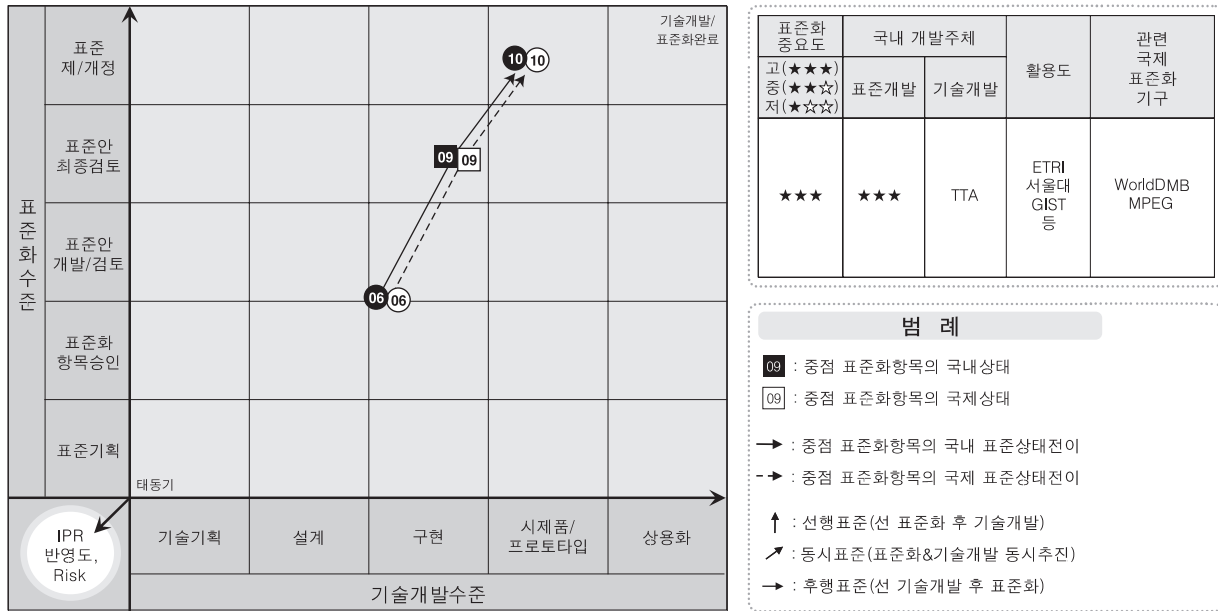 기술개발/
표준화완료
표준
제/개정
표준안
최종검토
표준안
개발/검토
표준화
항목승인
표준기획
표준화수준
10
10
09
09
06
06
태동기
IPR
반영도,
Risk
기술기획
설계
구현
시제품/
프로토타입
상용화
기술개발수준
표준화
중요도
국내 개발주체
활용도
관련
국제
표준화
기구
고(★★★)
중(★★☆)
저(★☆☆)
표준개발
기술개발
★★★
★★★
TTA
ETRI
서울대
GIST
등
WorldDMB
MPEG
범 례
09 : 중점 표준화항목의 국내상태
09 : 중점 표준화항목의 국제상태
: 중점 표준화항목의 국내 표준상태전이
: 중점 표준화항목의 국제 표준상태전이
: 선행표준(선 표준화 후 기술개발)
: 동시표준(표준화&기술개발 동시추진)
: 후행표준(선 기술개발 후 표준화)